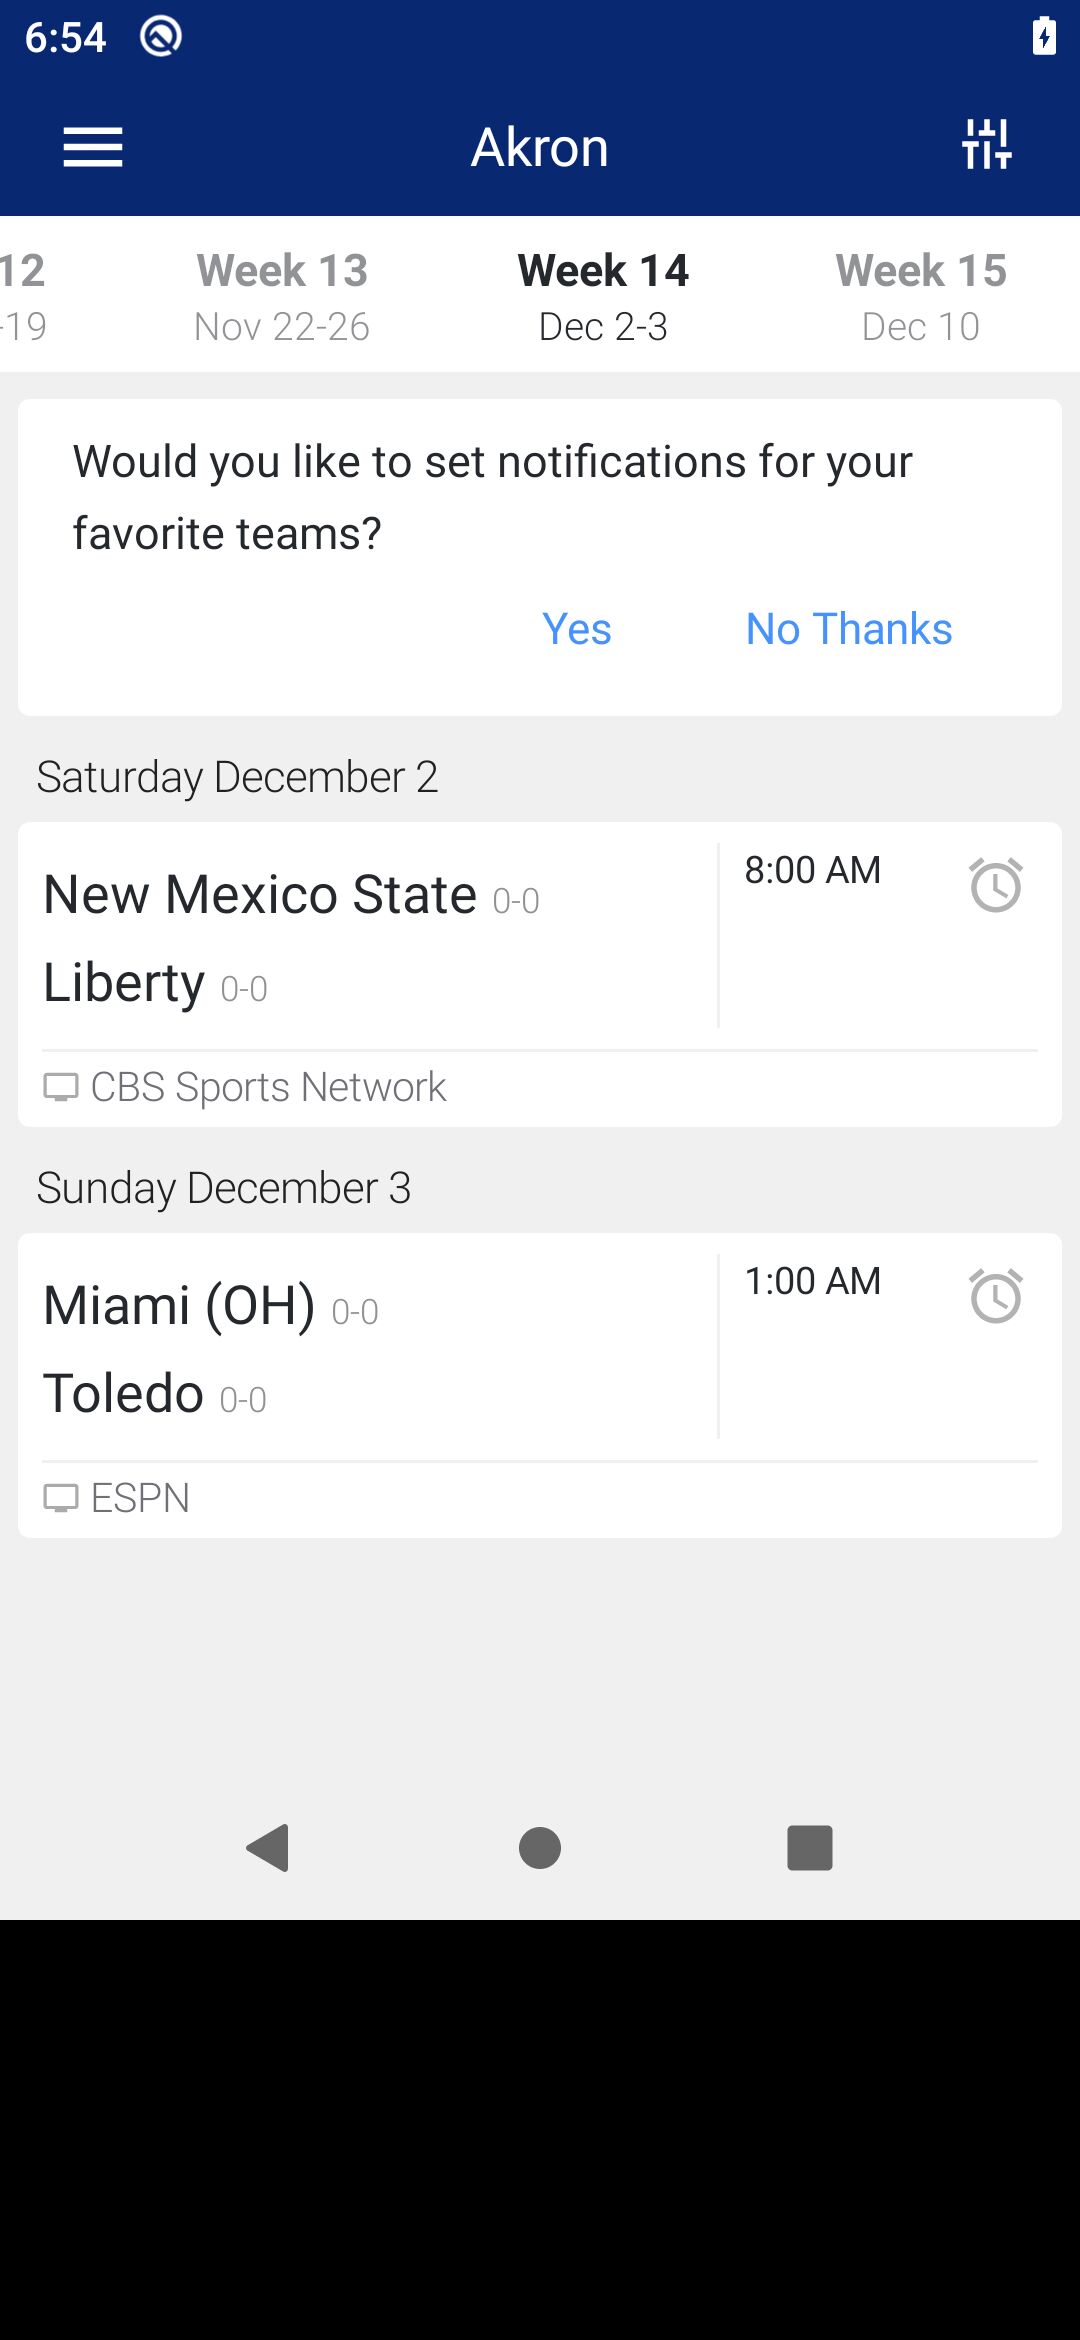 6:54
Akron
12 Week 13 Week 14 Week 15
-19 Nov 22-26 Dec 2-3 Dec 10
Would you like to set notifications for your
favorite teams?
Yes No Thanks
Saturday December 2
New Mexico State 0-0 8:00 AM
Liberty 0-0
CBS Sports Network
Sunday December 3
Miami (OH) 0-0 1:00 AM
Toledo 0-0
ESPN